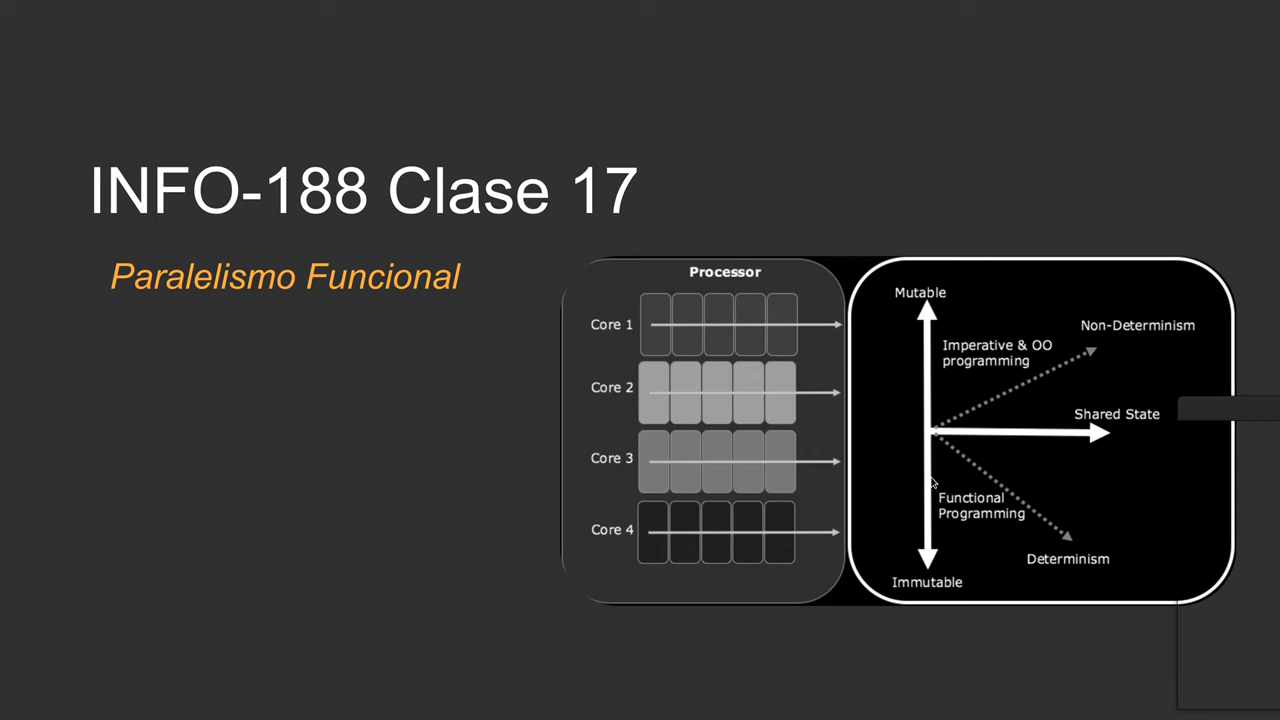 INFO-188 Clase 17
Paralelismo Funcional
Processor
Core 1
Core 2
Core 3
Core 4
Mutable
Non-Determinism
Imperative & OO
programming
Shared State
Functional
Programming
Determinism
Immutable